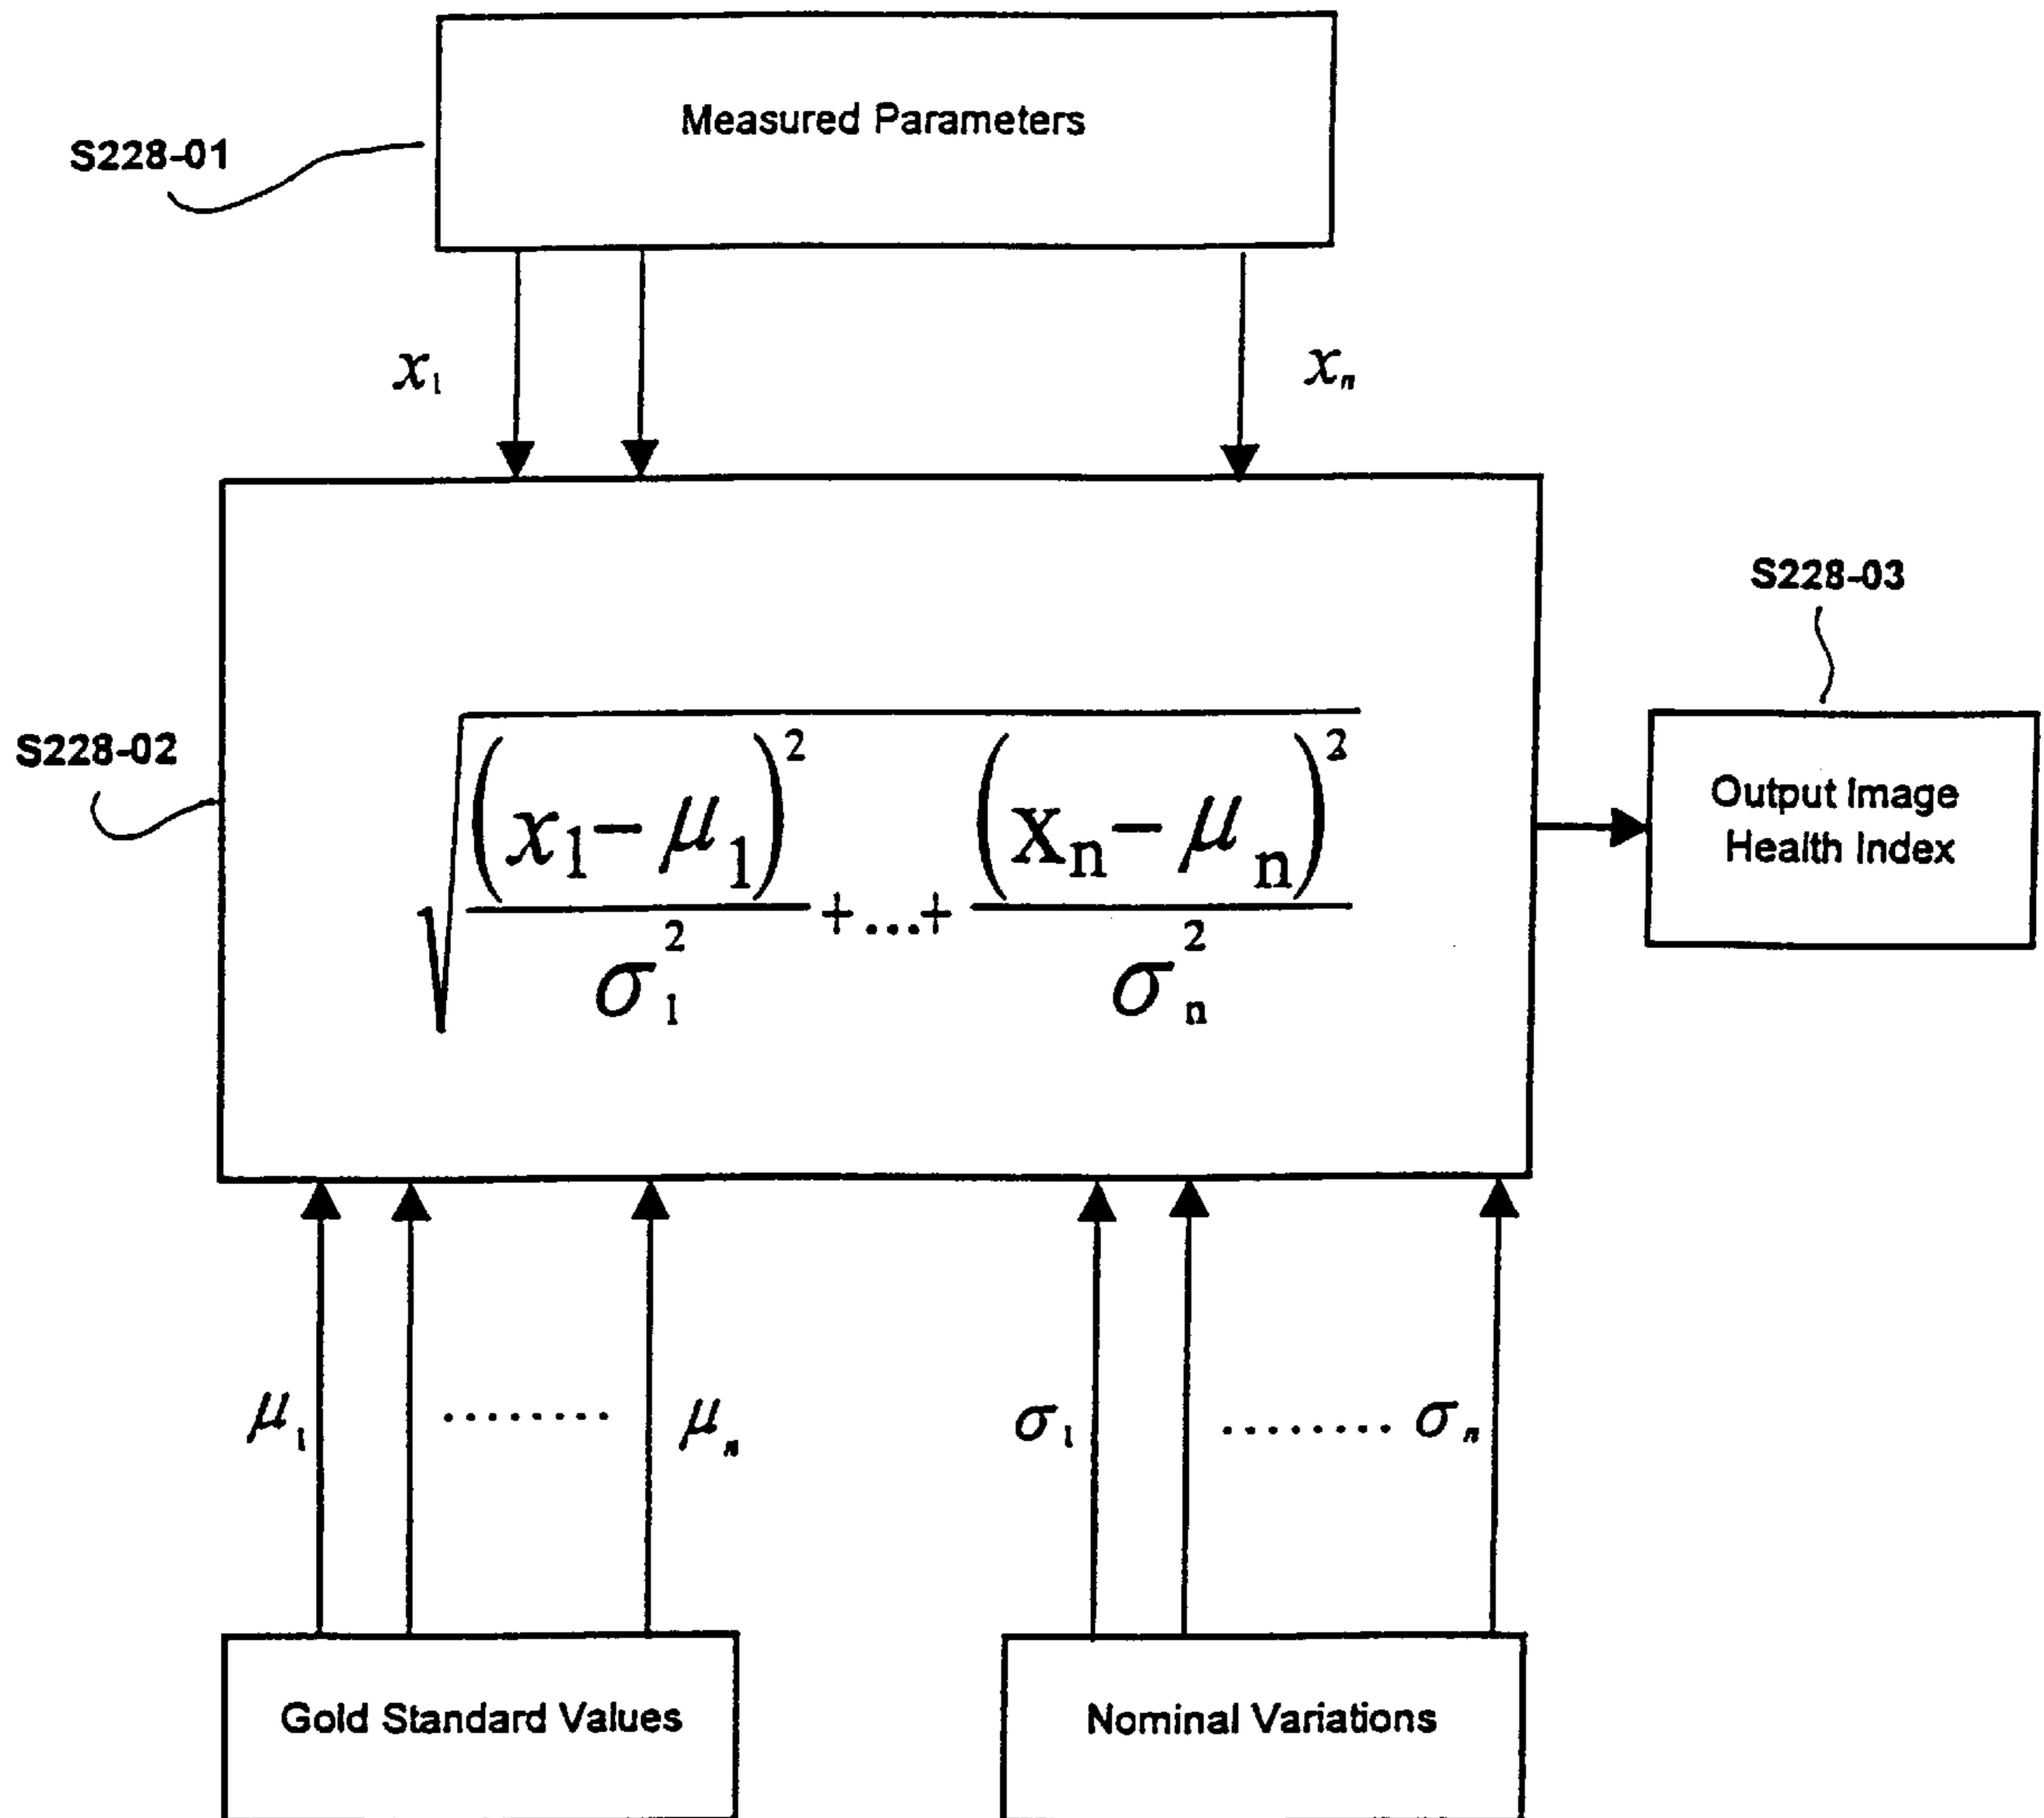 Measured Parameters
S228-01
x₁ xₙ
S228-03
S228-02
√((x₁-μ₁)²/σ₁² +...+ (xₙ-μₙ)²/σₙ²)
Output Image
Health Index
μ₁ ........ μₙ σ₁ ........ σₙ
Gold Standard Values
Nominal Variations